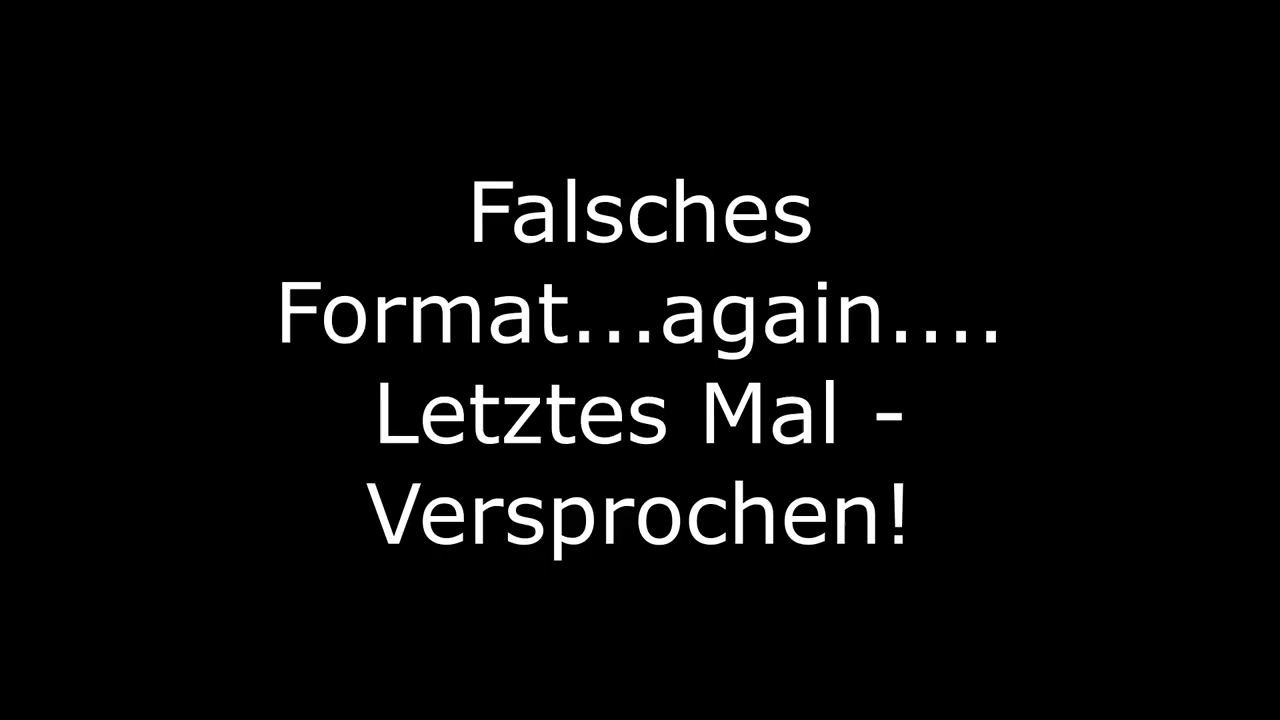 Falsches
Format...again....
Letztes Mal -
Versprochen!